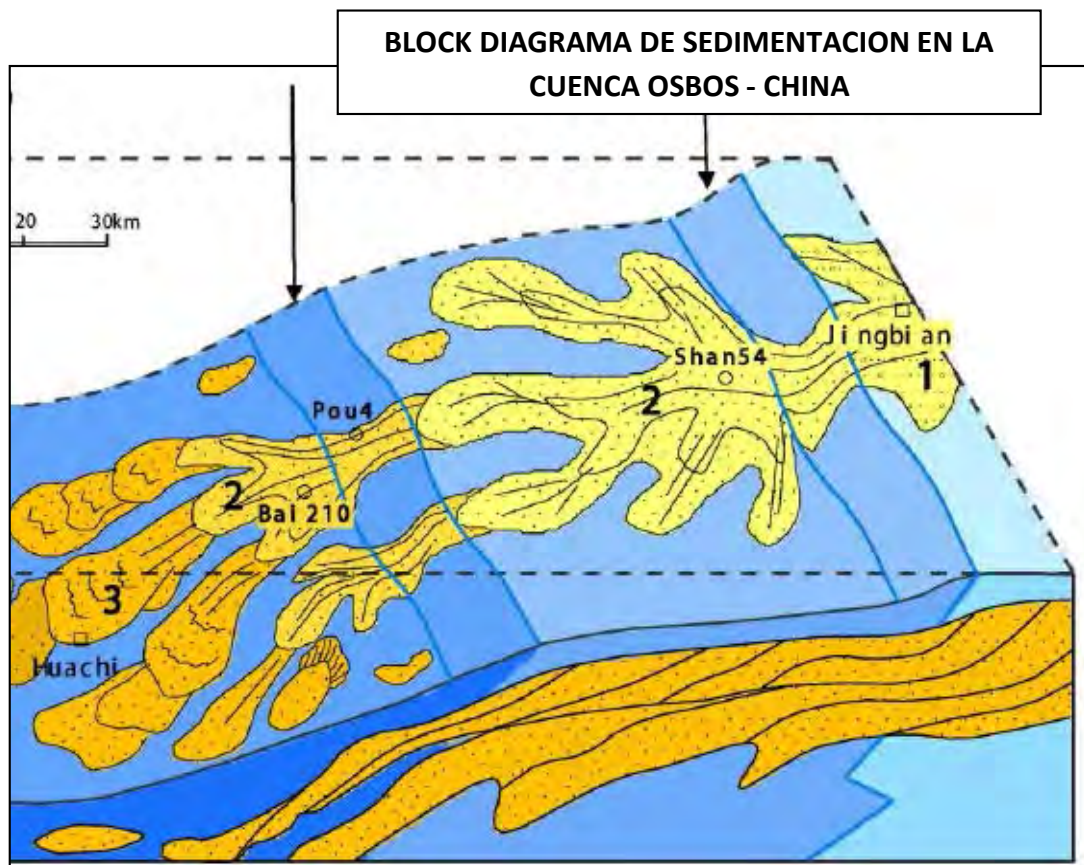 BLOCK DIAGRAMA DE SEDIMENTACION EN LA
CUENCA OSBOS - CHINA
20 30km
Jingbian
Shan54
1
2
Pou4
2
Bai 210
3
Huachi